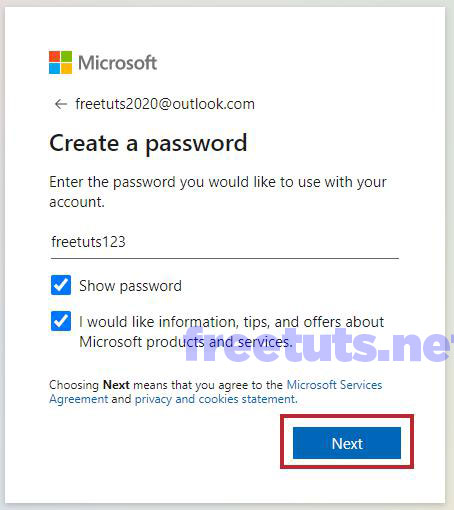 Microsoft
← freetuts2020@outlook.com
Create a password
Enter the password you would like to use with your
account.
freetuts123
Show password
I would like information, tips, and offers about
Microsoft products and services.
freetuts.net
Choosing Next means that you agree to the Microsoft Services
Agreement and privacy and cookies statement.
Next